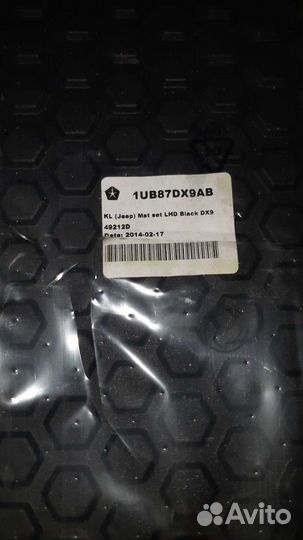 1UB87DX9AB
KL (Jeep) Mat set LHD Black DX9
49212D
Date: 2014-02-17
Avito